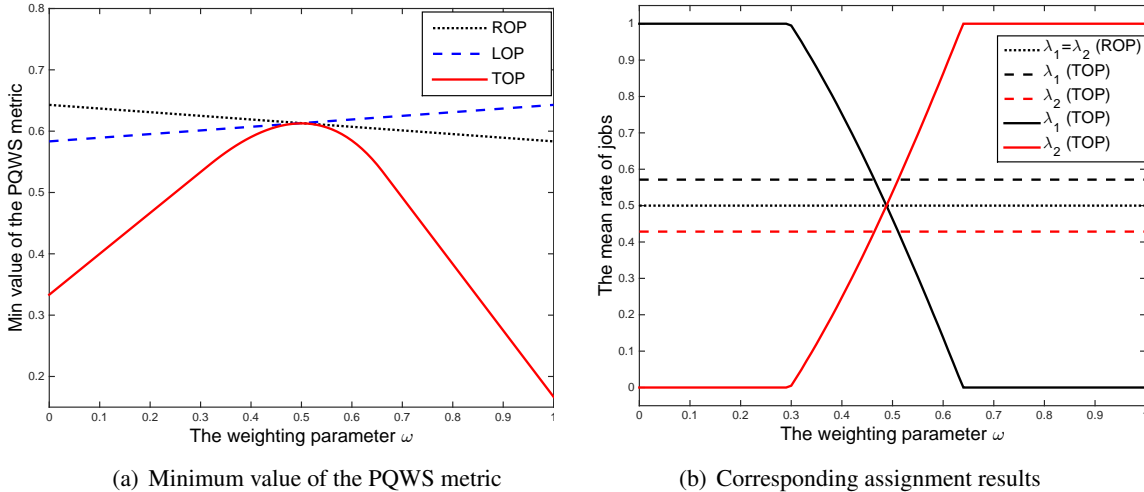 Min value of the PQWS metric
0.8
0.7
0.6
0.5
0.4
0.3
0.2
0 0.1 0.2 0.3 0.4 0.5 0.6 0.7 0.8 0.9 1
The weighting parameter ω
ROP
LOP
TOP
(a) Minimum value of the PQWS metric
The mean rate of jobs
1
0.9
0.8
0.7
0.6
0.5
0.4
0.3
0.2
0.1
0
0 0.1 0.2 0.3 0.4 0.5 0.6 0.7 0.8 0.9 1
The weighting parameter ω
λ1=λ2 (ROP)
λ1 (TOP)
λ2 (TOP)
λ1 (TOP)
λ2 (TOP)
(b) Corresponding assignment results